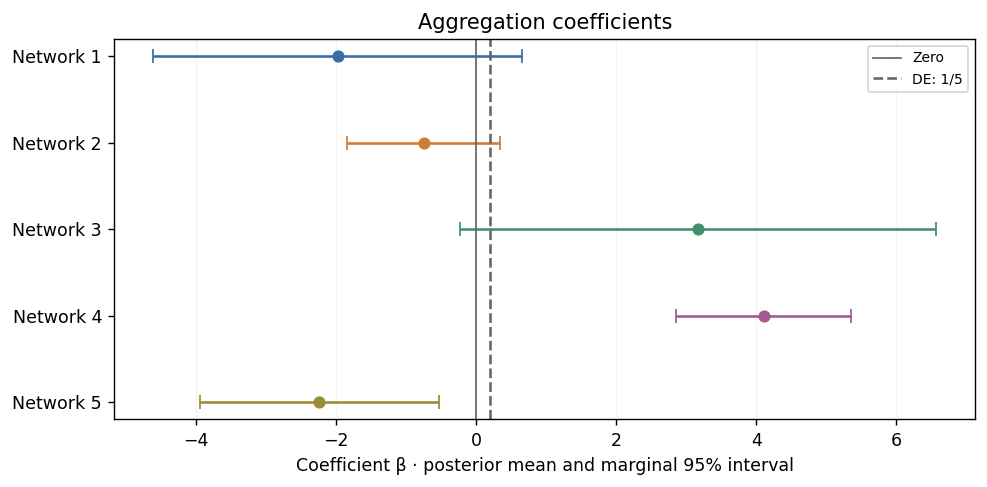 Aggregation coefficients
Network 1
Network 2
Network 3
Network 4
Network 5
Zero
DE: 1/5
−4 −2 0 2 4 6
Coefficient β · posterior mean and marginal 95% interval